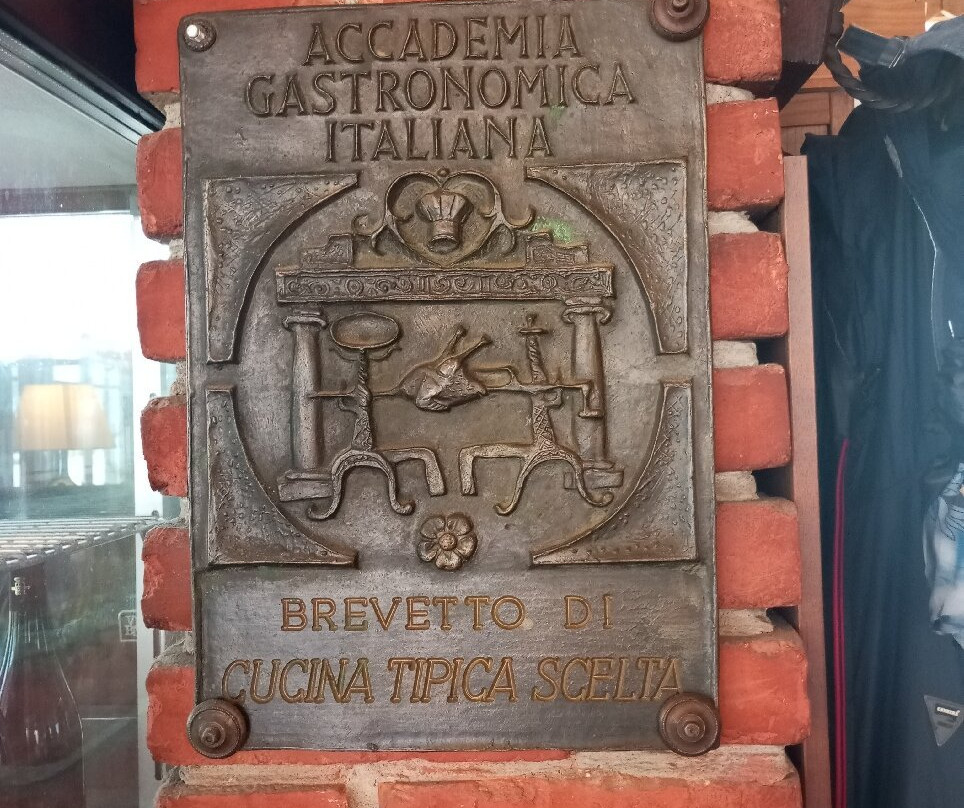 ACCADEMIA
GASTRONOMICA
ITALIANA
BREVETTO DI
CUCINA TIPICA SCELTA